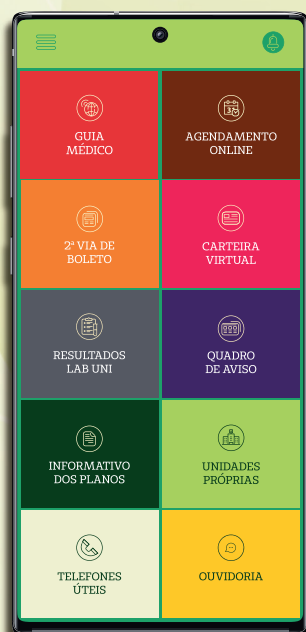 GUIA
MÉDICO
AGENDAMENTO
ONLINE
2ª VIA DE
BOLETO
CARTEIRA
VIRTUAL
RESULTADOS
LAB UNI
QUADRO
DE AVISO
INFORMATIVO
DOS PLANOS
UNIDADES
PRÓPRIAS
TELEFONES
ÚTEIS
OUVIDORIA